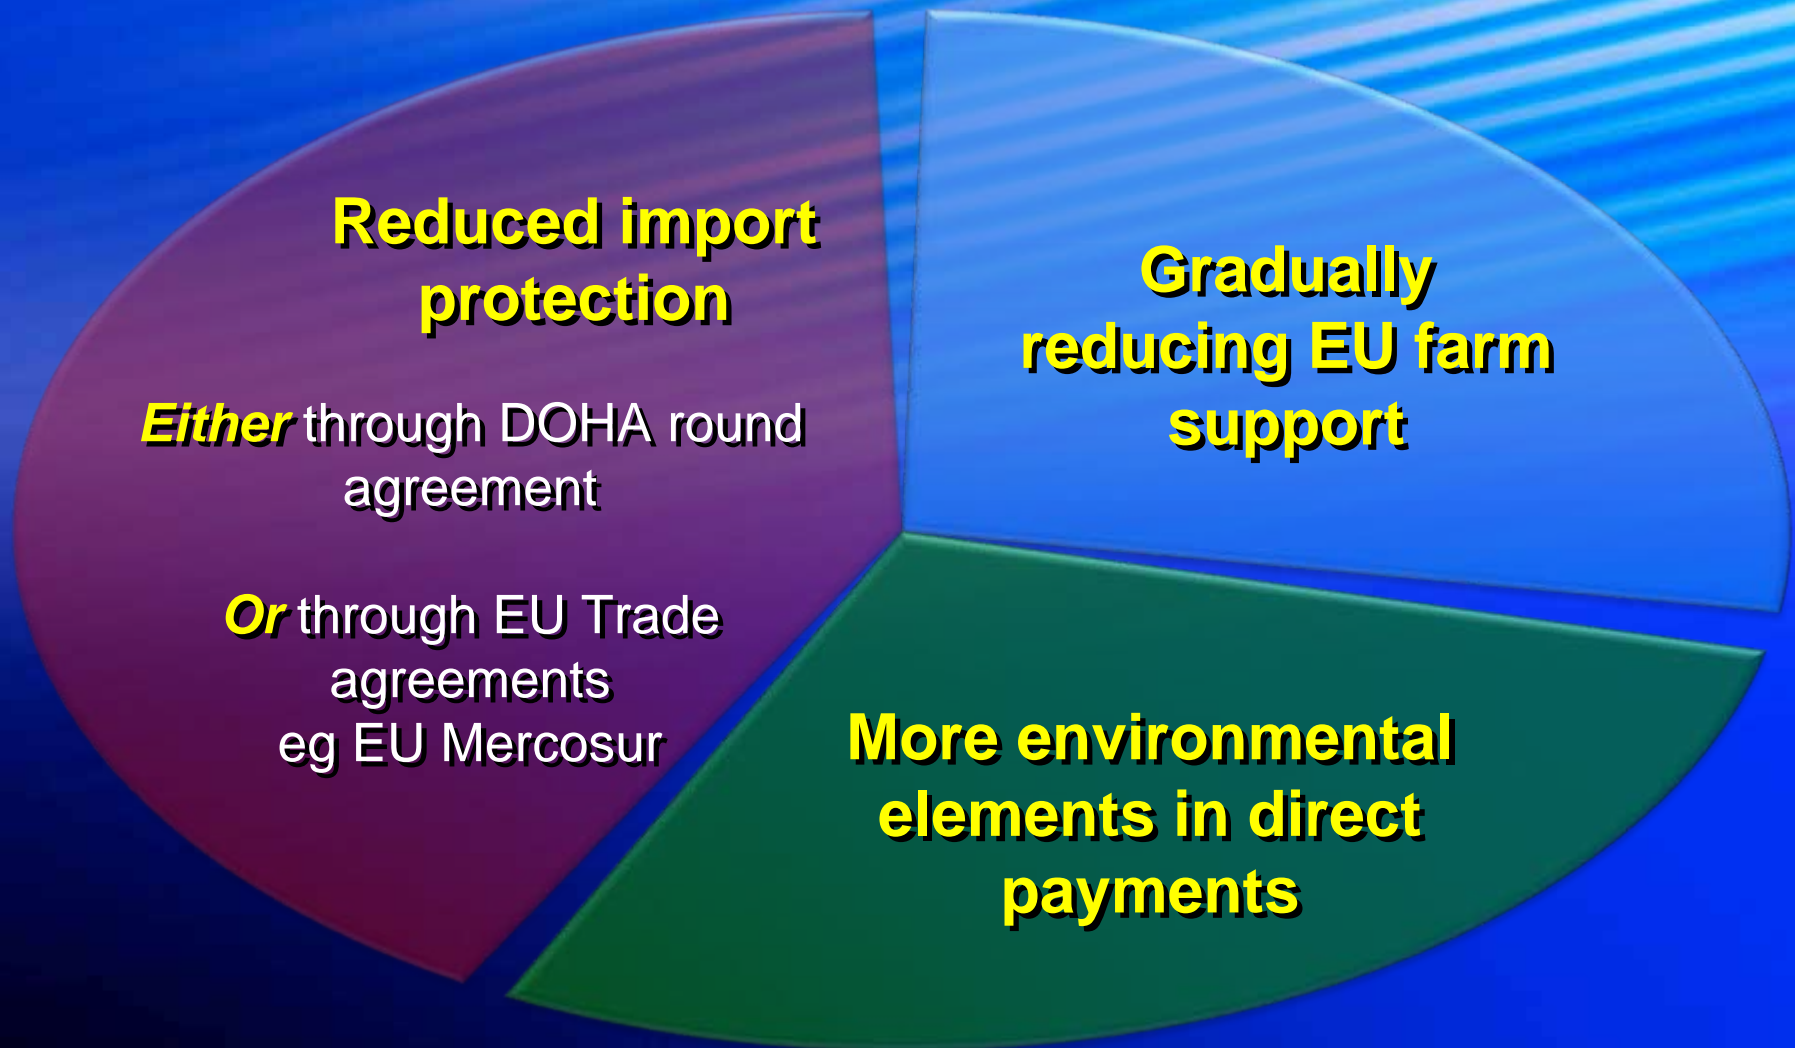 Reduced import
protection
Either through DOHA round
agreement
Or through EU Trade
agreements
eg EU Mercosur
Gradually
reducing EU farm
support
More environmental
elements in direct
payments